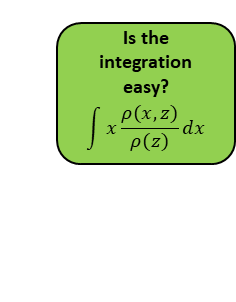 Is the
integration
easy?
∫ x ρ(x, z)/ρ(z) dx